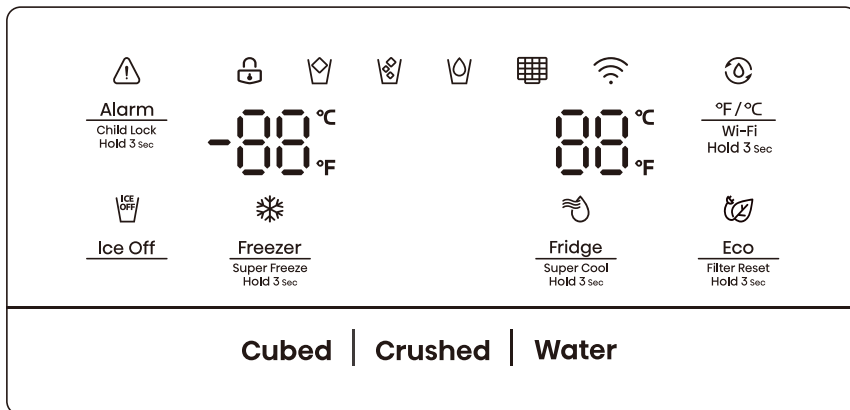 Alarm
Child Lock
Hold 3 Sec
-88 °C
°F
88 °C
°F
°F/°C
Wi-Fi
Hold 3 Sec
ICE
OFF
Ice Off
Freezer
Super Freeze
Hold 3 Sec
Fridge
Super Cool
Hold 3 Sec
Eco
Filter Reset
Hold 3 Sec
Cubed | Crushed | Water